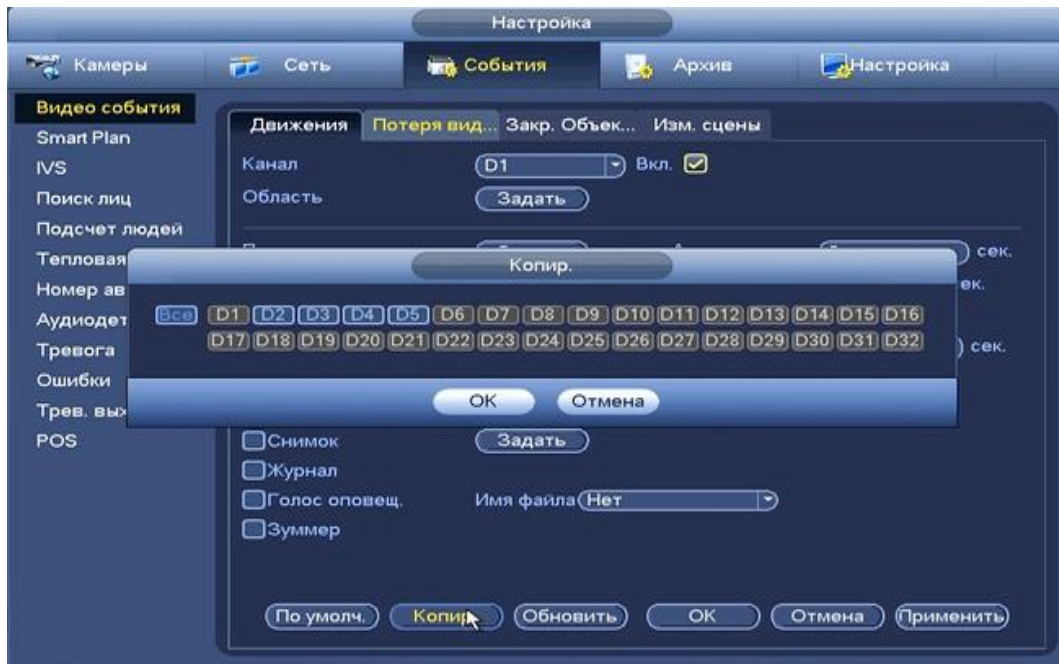 Настройка
Камеры Сеть События Архив Настройка
Видео события
Smart Plan
IVS
Поиск лиц
Подсчет людей
Тепловая
Номер ав
Аудиодет
Тревога
Ошибки
Трев. вых
POS
Движения Потеря вид... Закр. Объек... Изм. сцены
Канал D1 Вкл.
Область Задать
сек.
ек.
сек.
Копир.
Все D1 D2 D3 D4 D5 D6 D7 D8 D9 D10 D11 D12 D13 D14 D15 D16
D17 D18 D19 D20 D21 D22 D23 D24 D25 D26 D27 D28 D29 D30 D31 D32
OK Отмена
Снимок Задать
Журнал
Голос оповещ. Имя файла Нет
Зуммер
По умолч. Копир. Обновить OK Отмена Применить